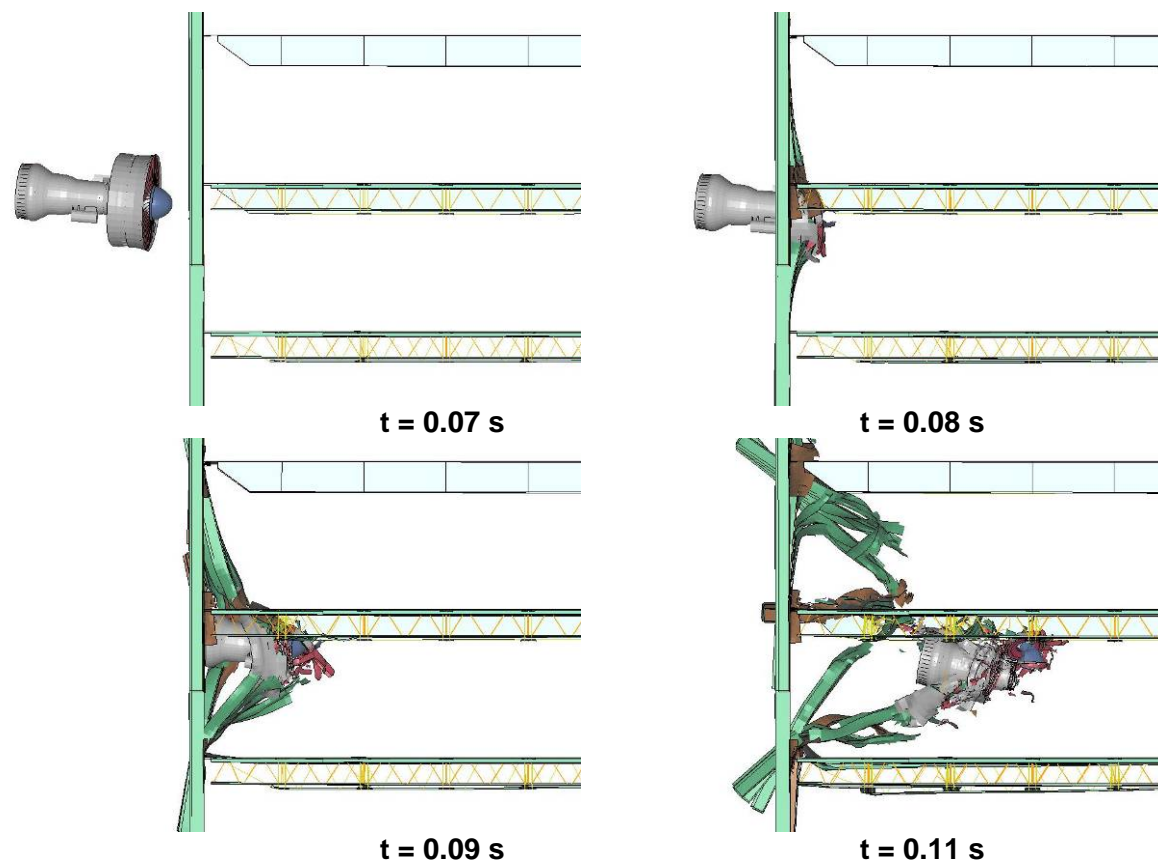 t = 0.07 s
t = 0.08 s
t = 0.09 s
t = 0.11 s